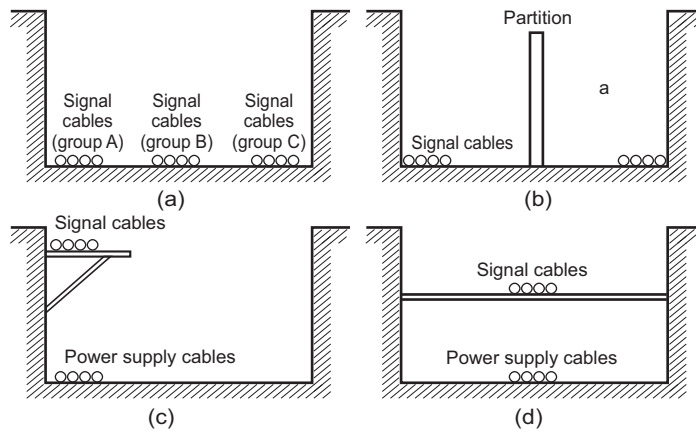 Signal
cables
(group A)
Signal
cables
(group B)
Signal
cables
(group C)
(a)
Partition
a
Signal cables
(b)
Signal cables
Power supply cables
(c)
Signal cables
Power supply cables
(d)